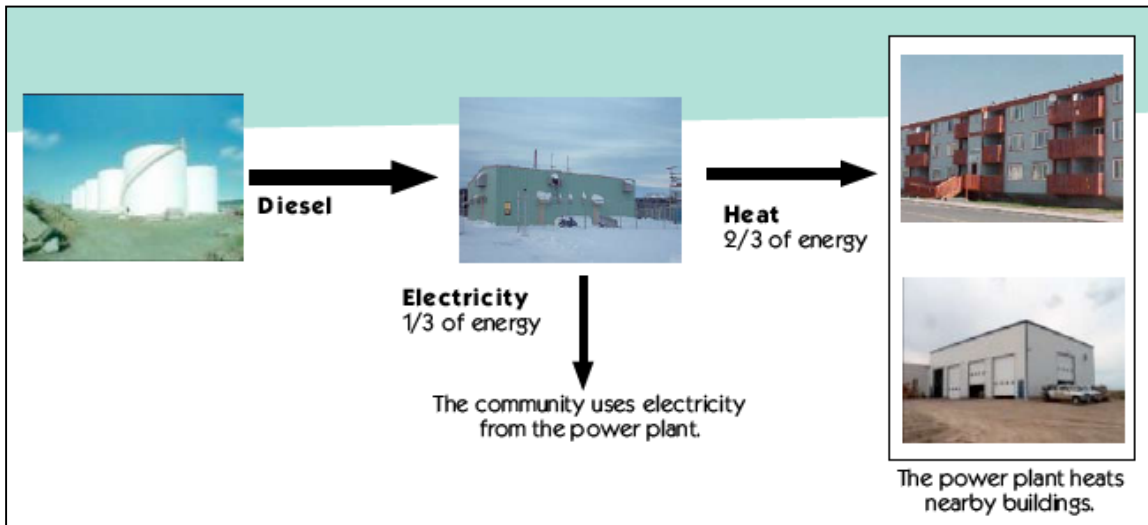 Diesel
Heat
2/3 of energy
Electricity
1/3 of energy
The community uses electricity
from the power plant.
The power plant heats
nearby buildings.